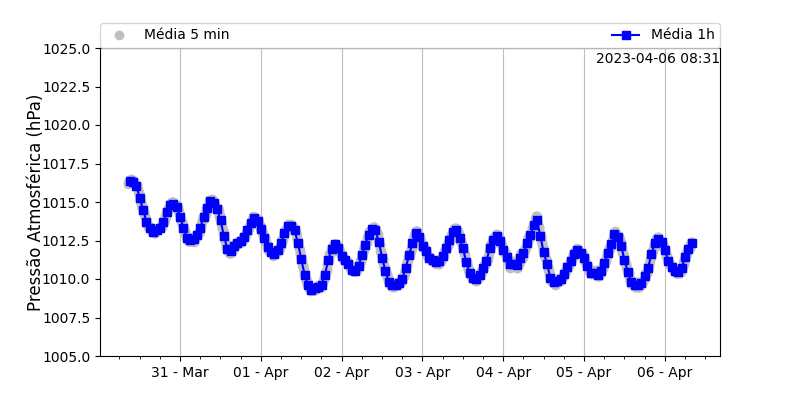 Média 5 min
Média 1h
2023-04-06 08:31
Pressão Atmosférica (hPa)
1025.0
1022.5
1020.0
1017.5
1015.0
1012.5
1010.0
1007.5
1005.0
31 - Mar
01 - Apr
02 - Apr
03 - Apr
04 - Apr
05 - Apr
06 - Apr